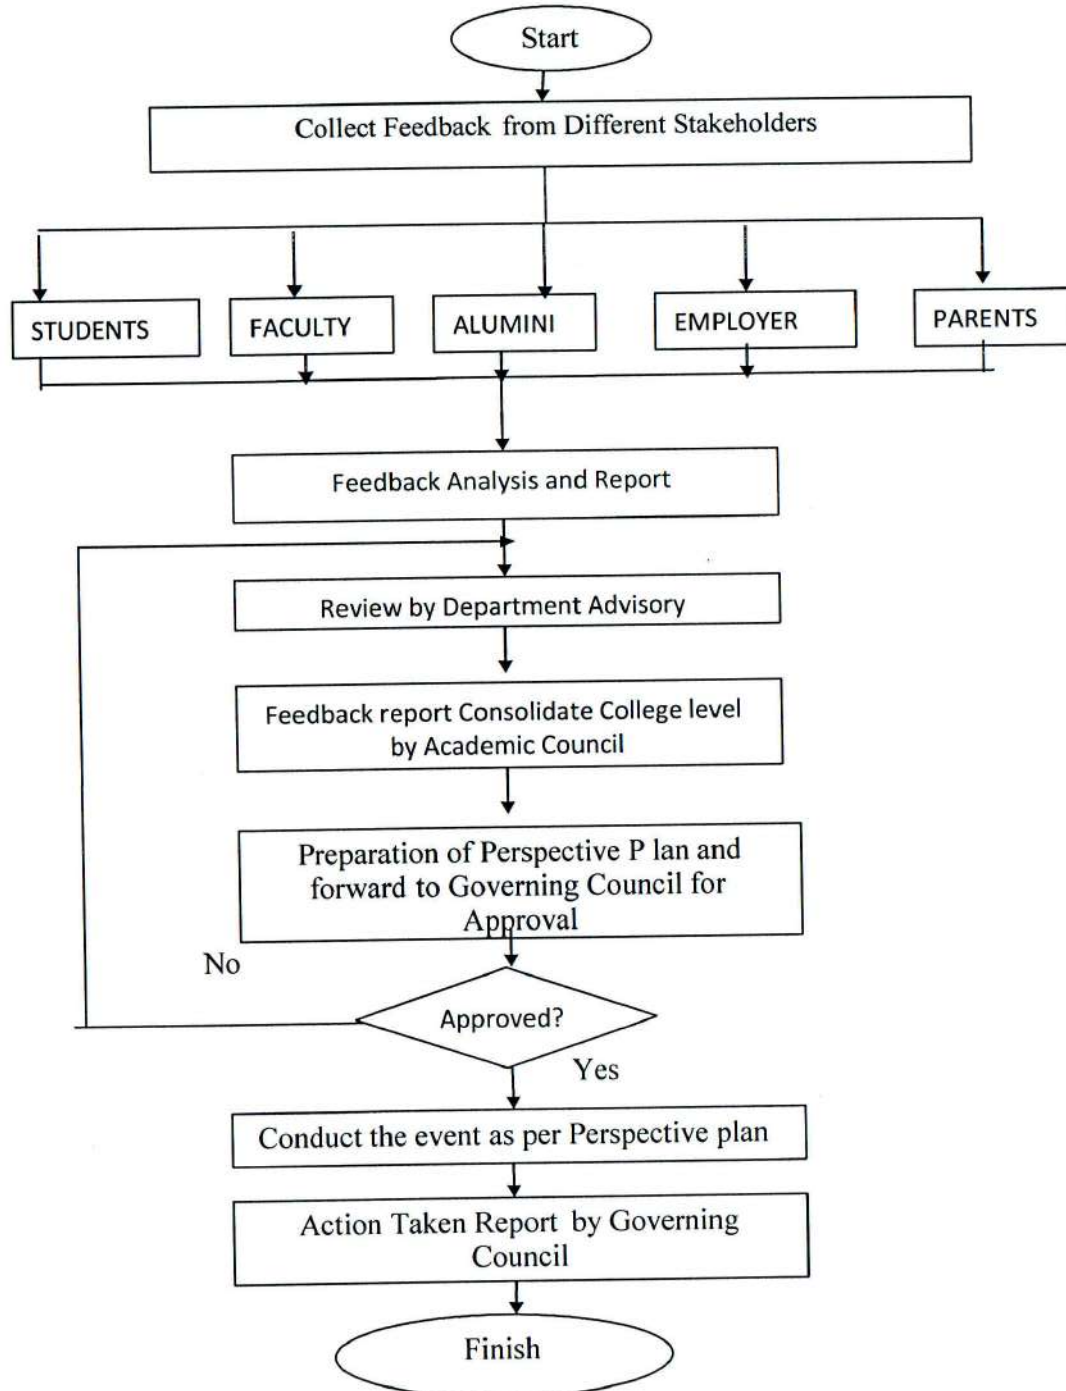 Start
Collect Feedback from Different Stakeholders
STUDENTS
FACULTY
ALUMINI
EMPLOYER
PARENTS
Feedback Analysis and Report
Review by Department Advisory
Feedback report Consolidate College level
by Academic Council
Preparation of Perspective P lan and
forward to Governing Council for
Approval
No
Approved?
Yes
Conduct the event as per Perspective plan
Action Taken Report by Governing
Council
Finish